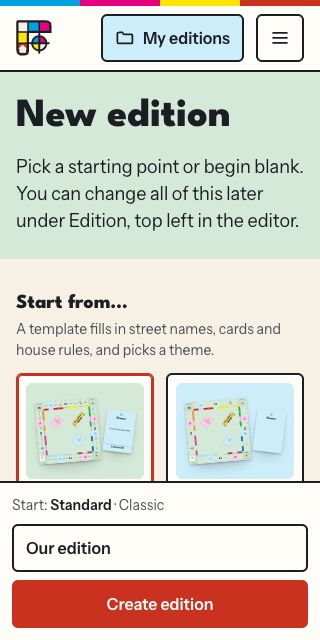 My editions
New edition
Pick a starting point or begin blank.
You can change all of this later
under Edition, top left in the editor.
Start from...
A template fills in street names, cards and
house rules, and picks a theme.
Start: Standard · Classic
Our edition
Create edition